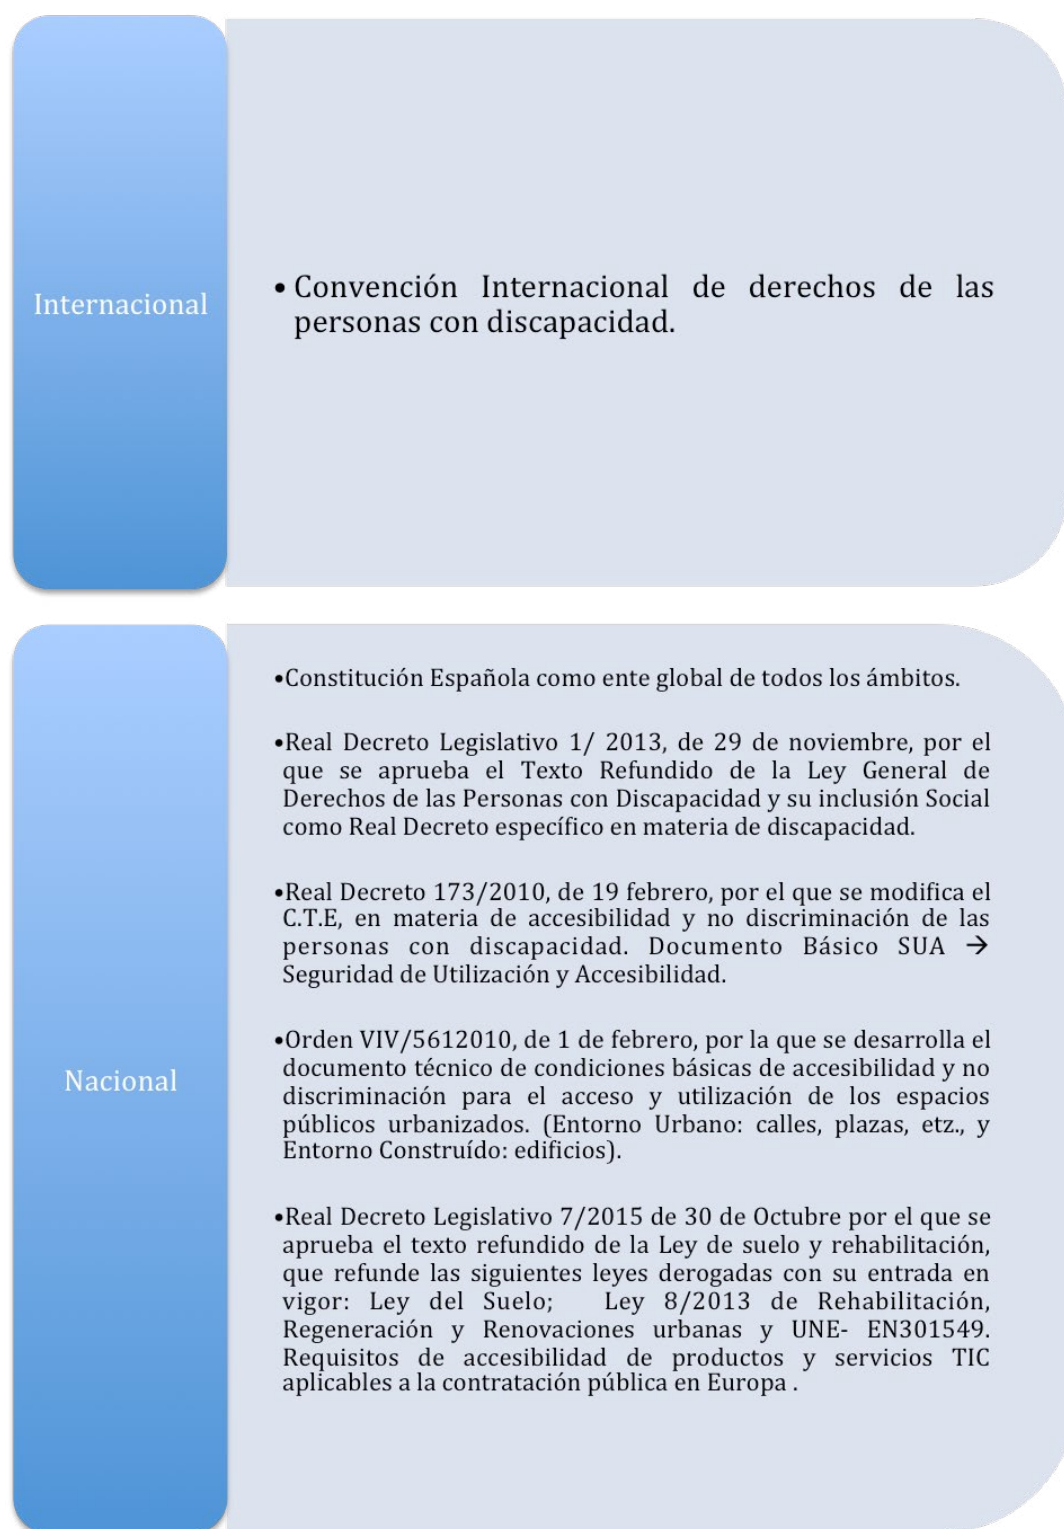 Internacional
• Convención Internacional de derechos de las
personas con discapacidad.
Nacional
•Constitución Española como ente global de todos los ámbitos.
•Real Decreto Legislativo 1/ 2013, de 29 de noviembre, por el
que se aprueba el Texto Refundido de la Ley General de
Derechos de las Personas con Discapacidad y su inclusión Social
como Real Decreto específico en materia de discapacidad.
•Real Decreto 173/2010, de 19 febrero, por el que se modifica el
C.T.E, en materia de accesibilidad y no discriminación de las
personas con discapacidad. Documento Básico SUA →
Seguridad de Utilización y Accesibilidad.
•Orden VIV/5612010, de 1 de febrero, por la que se desarrolla el
documento técnico de condiciones básicas de accesibilidad y no
discriminación para el acceso y utilización de los espacios
públicos urbanizados. (Entorno Urbano: calles, plazas, etz., y
Entorno Construído: edificios).
•Real Decreto Legislativo 7/2015 de 30 de Octubre por el que se
aprueba el texto refundido de la Ley de suelo y rehabilitación,
que refunde las siguientes leyes derogadas con su entrada en
vigor: Ley del Suelo; Ley 8/2013 de Rehabilitación,
Regeneración y Renovaciones urbanas y UNE- EN301549.
Requisitos de accesibilidad de productos y servicios TIC
aplicables a la contratación pública en Europa .